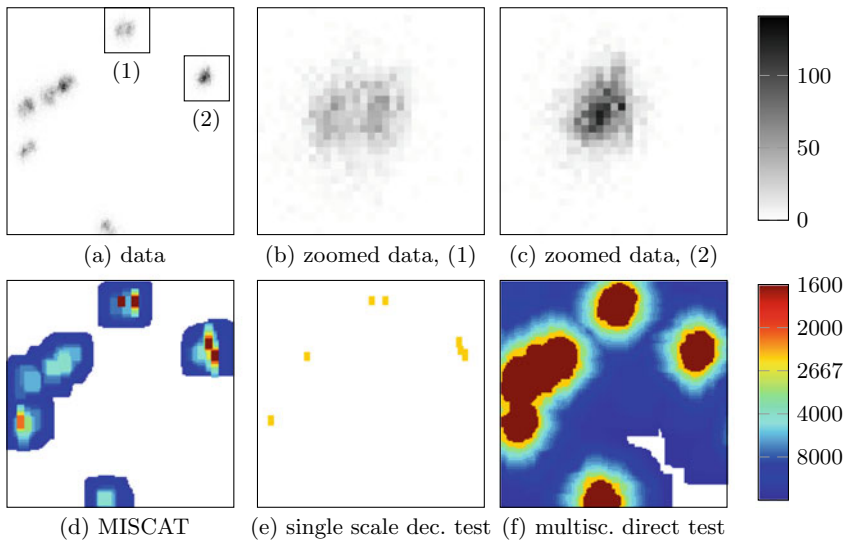 (1)
(2)
100
50
0
(a) data
(b) zoomed data, (1)
(c) zoomed data, (2)
1600
2000
2667
4000
8000
(d) MISCAT
(e) single scale dec. test
(f) multisc. direct test